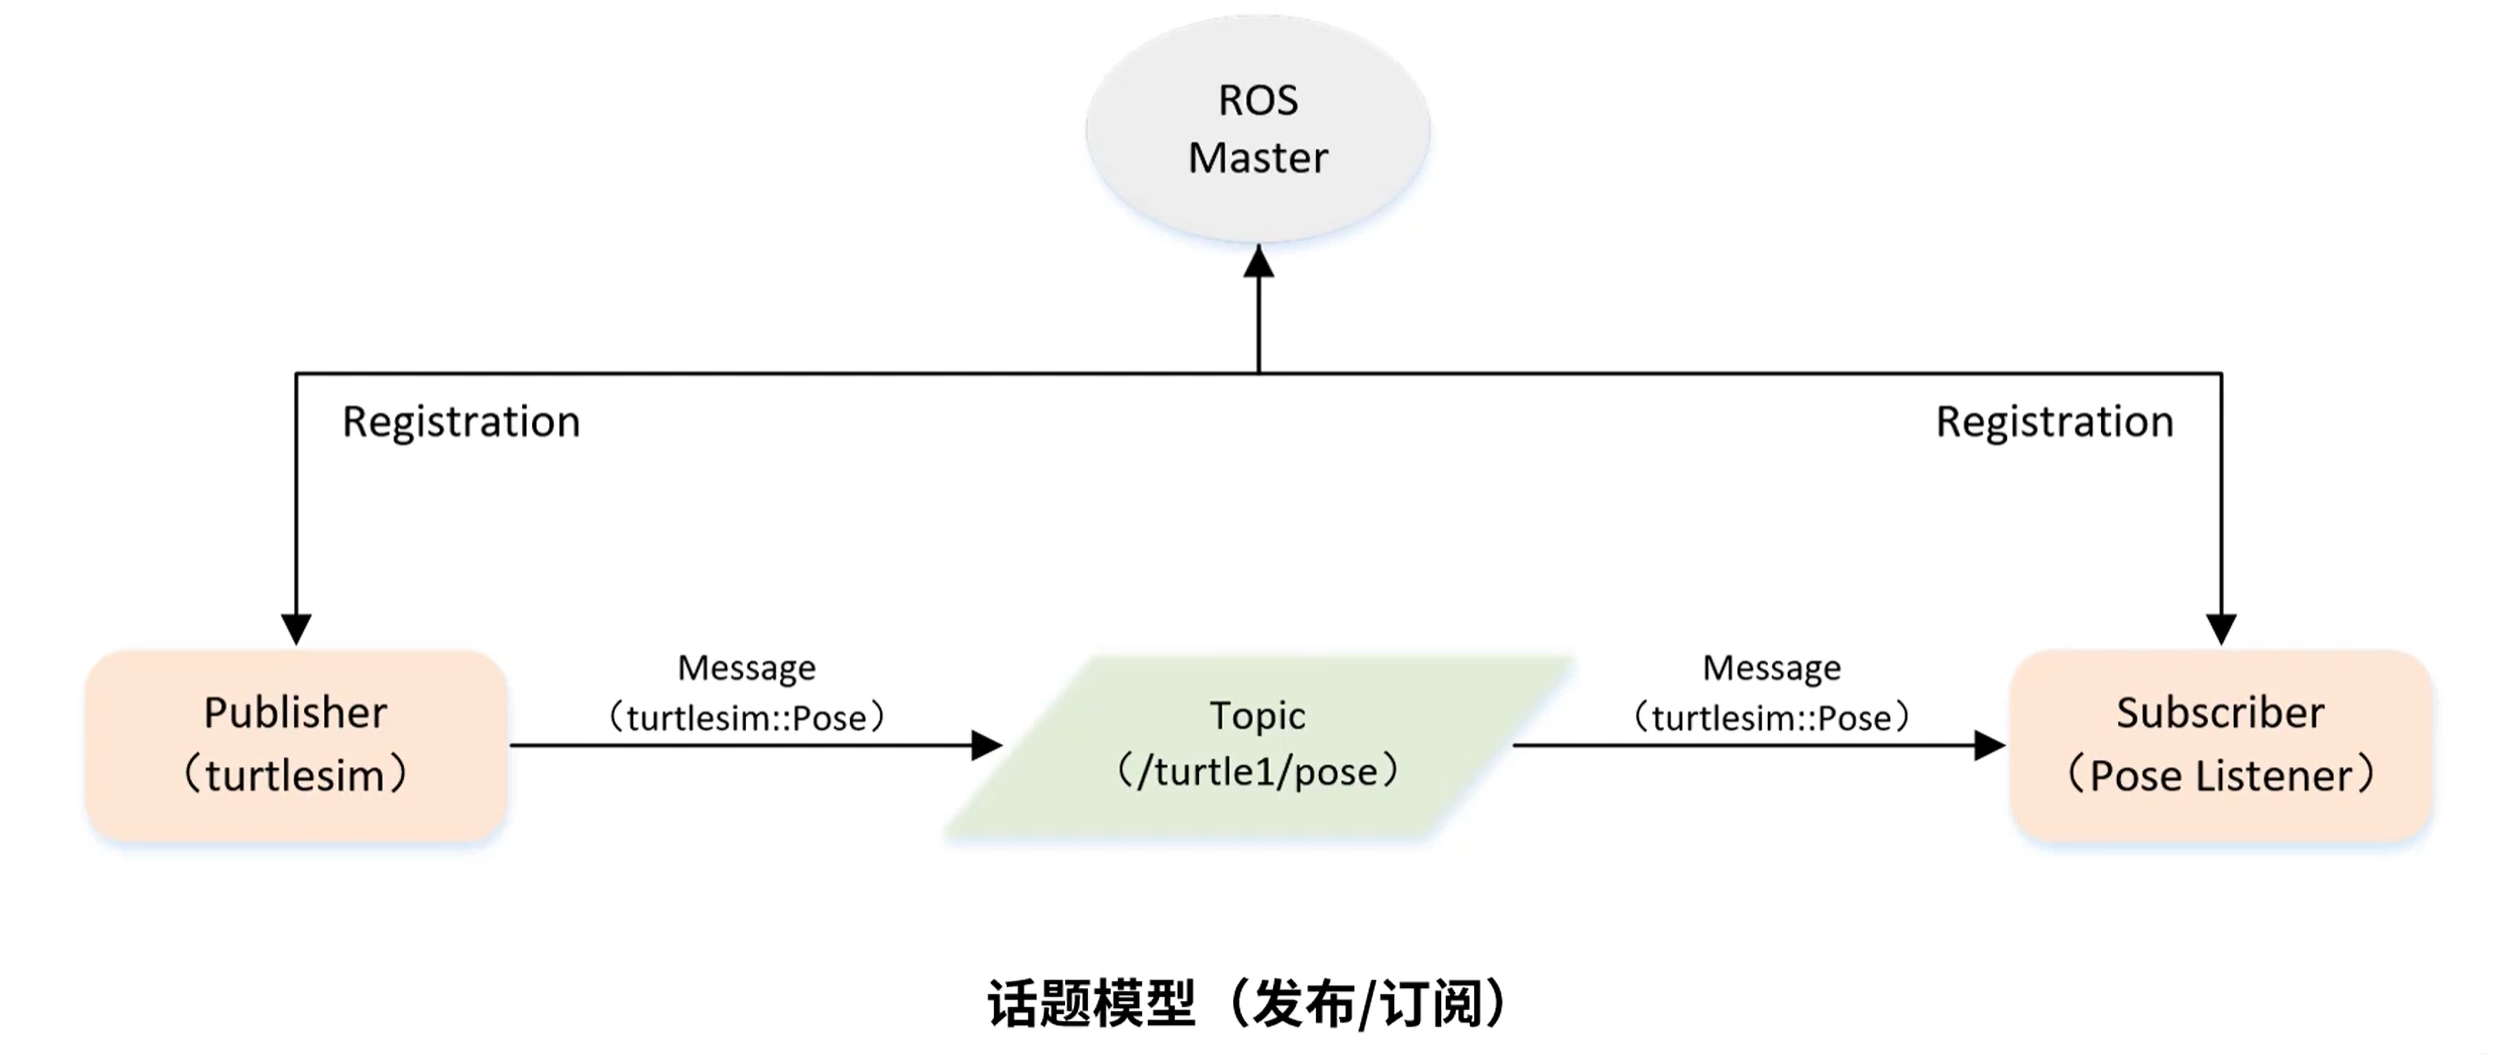 ROS
Master
Registration
Registration
Message
（turtlesim::Pose）
Message
（turtlesim::Pose）
Publisher
（turtlesim）
Topic
（/turtle1/pose）
Subscriber
（Pose Listener）
话题模型（发布/订阅）